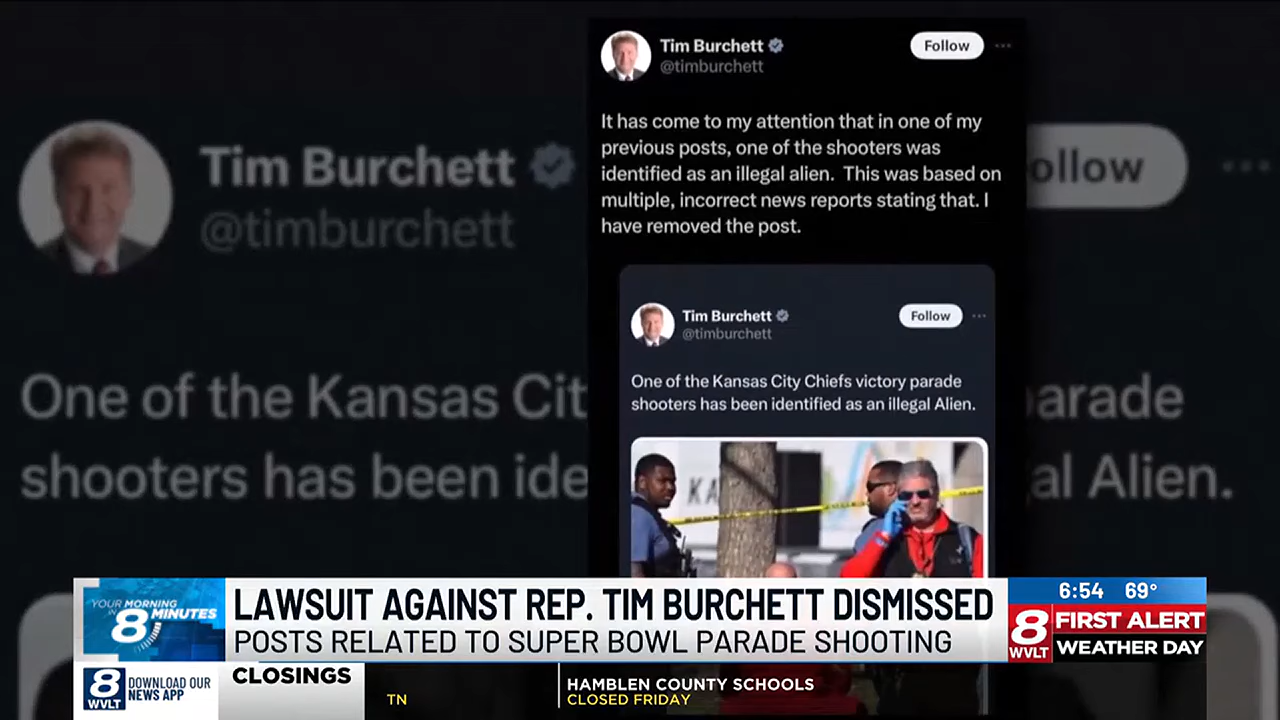 Tim Burchett
@timburchett
Follow
It has come to my attention that in one of my
previous posts, one of the shooters was
identified as an illegal alien.  This was based on
multiple, incorrect news reports stating that. I
have removed the post.
Tim Burchett
@timburchett
Follow
One of the Kansas City Chiefs victory parade
shooters has been identified as an illegal Alien.
KA
Tim Burchett
@timburchett
ollow
One of the Kansas Cit
arade
shooters has been ide
al Alien.
YOUR MORNING
IN
8 MINUTES
LAWSUIT AGAINST REP. TIM BURCHETT DISMISSED
POSTS RELATED TO SUPER BOWL PARADE SHOOTING
6:54 69°
8
WVLT
FIRST ALERT
WEATHER DAY
8
WVLT
DOWNLOAD OUR
NEWS APP
CLOSINGS
TN
HAMBLEN COUNTY SCHOOLS
CLOSED FRIDAY